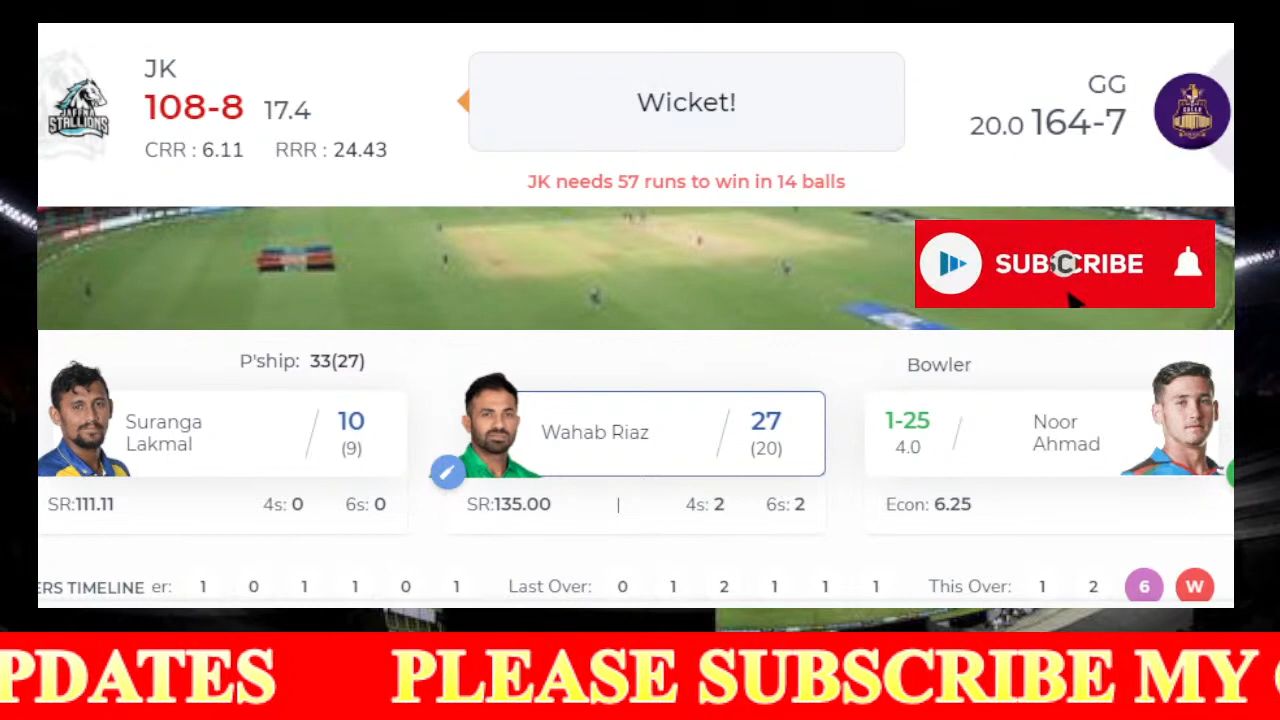 JK
108-8 17.4
CRR : 6.11 RRR : 24.43
JAFFNA
STALLIONS
Wicket!
JK needs 57 runs to win in 14 balls
GG
20.0 164-7
SUBSCRIBE
P'ship: 33(27)
Suranga
Lakmal
10
(9)
SR:111.11 4s: 0 6s: 0
Wahab Riaz
27
(20)
SR:135.00 | 4s: 2 6s: 2
Bowler
1-25
4.0
Noor
Ahmad
Econ: 6.25
ERS TIMELINE er: 1 0 1 1 0 1 Last Over: 0 1 2 1 1 1 This Over: 1 2 6 W
PDATES PLEASE SUBSCRIBE MY